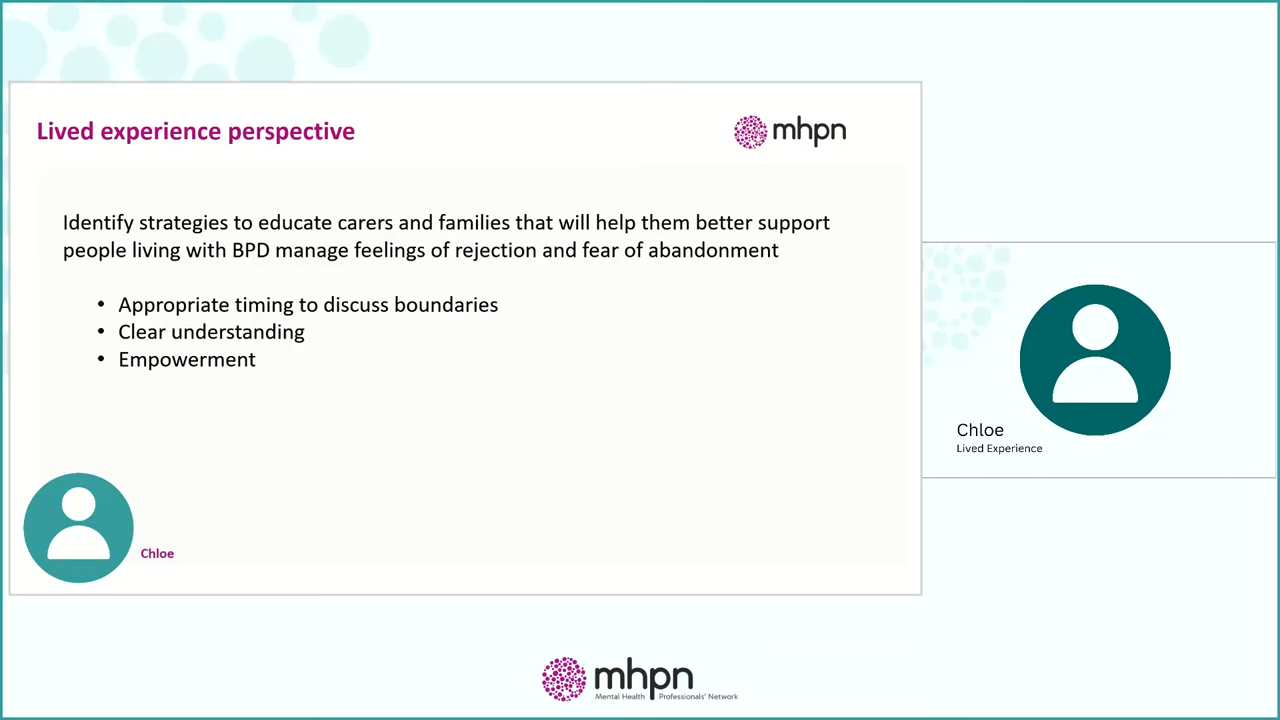 Lived experience perspective
mhpn
Identify strategies to educate carers and families that will help them better support
people living with BPD manage feelings of rejection and fear of abandonment
• Appropriate timing to discuss boundaries
• Clear understanding
• Empowerment
Chloe
Chloe
Lived Experience
mhpn
Mental Health Professionals' Network